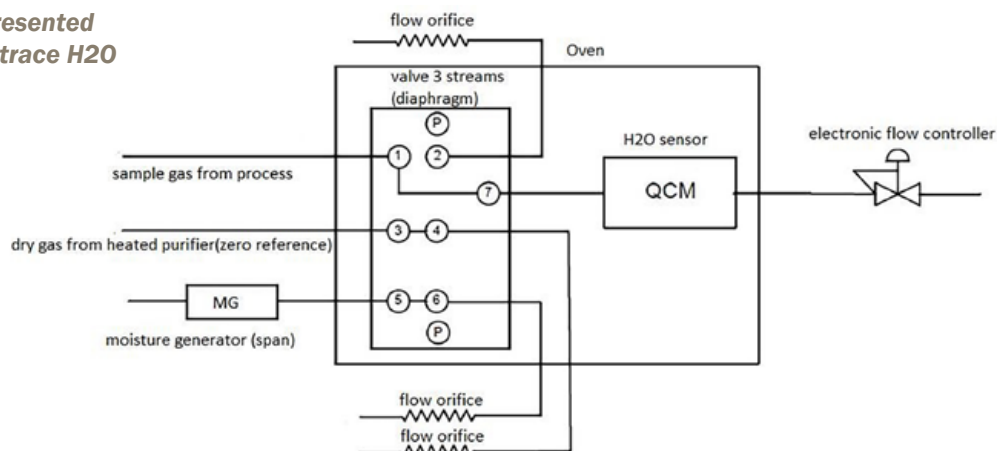 resented
trace H2O
flow orifice
Oven
valve 3 streams
(diaphragm)
P
H2O sensor
electronic flow controller
1
2
sample gas from process
7
QCM
3
4
dry gas from heated purifier(zero reference)
MG
5
6
moisture generator (span)
P
flow orifice
flow orifice